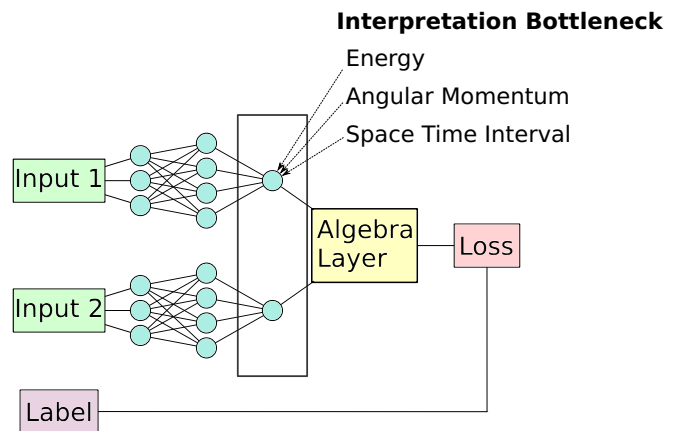 Interpretation Bottleneck
Energy
Angular Momentum
Space Time Interval
Input 1
Algebra
Layer
Loss
Input 2
Label